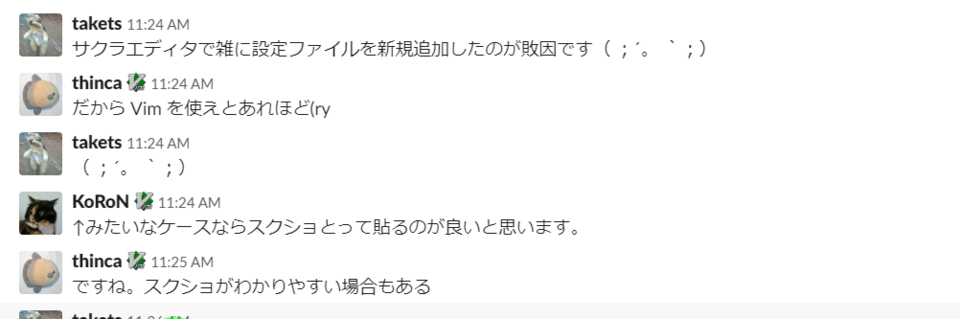 takets 11:24 AM
サクラエディタで雑に設定ファイルを新規追加したのが敗因です（ ；´。 ｀；）
thinca 11:24 AM
だから Vim を使えとあれほど(ry
takets 11:24 AM
（ ；´。 ｀；）
KoRoN 11:24 AM
↑みたいなケースならスクショとって貼るのが良いと思います。
thinca 11:25 AM
ですね。スクショがわかりやすい場合もある
takets